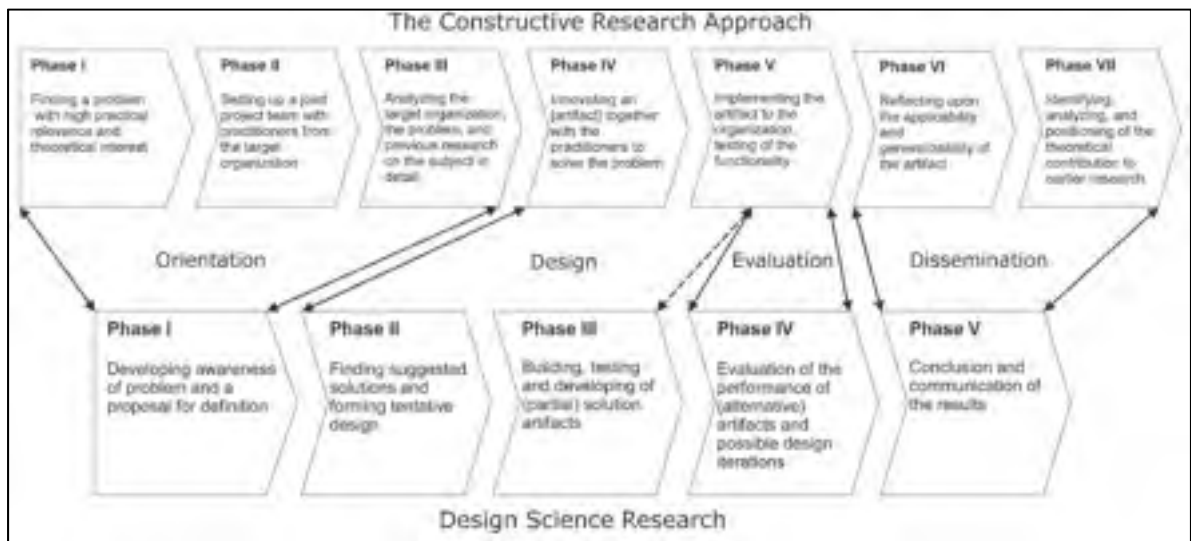 The Constructive Research Approach
Phase I
Finding a problem
with high practical
relevance and
theoretical interest
Phase II
Setting up a joint
project team with
practitioners from
the target
organization
Phase III
Analyzing the
target organization,
the problem, and
previous research
on the subject in
detail
Phase IV
Innovating an
(artifact) together
with the
practitioners to
solve the problem
Phase V
Implementing the
artifact to the
organization,
testing of the
functionality
Phase VI
Reflecting upon
the applicability
and
generalizability of
the artifact
Phase VII
Identifying,
analyzing, and
positioning of the
theoretical
contribution to
earlier research
Orientation
Design
Evaluation
Dissemination
Phase I
Developing awareness
of problem and a
proposal for definition
Phase II
Finding suggested
solutions and
forming tentative
design
Phase III
Building, testing
and developing of
(partial) solution
artifacts
Phase IV
Evaluation of the
performance of
(alternative)
artifacts and
possible design
iterations
Phase V
Conclusion and
communication of
the results
Design Science Research